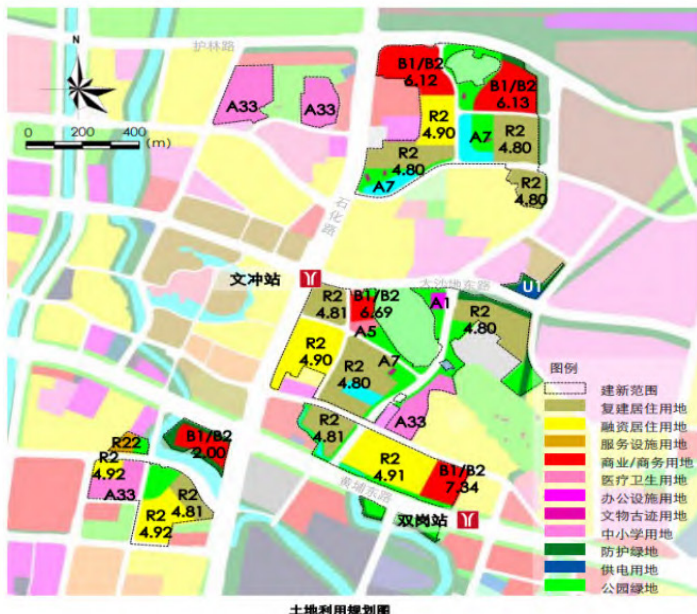 N
护林路
0 200 400 (m)
A33
A33
B1/B2
6.12
B1/B2
6.13
R2
4.90
A7
R2
4.80
R2
4.80
A7
R2
4.80
石化路
文冲站
大沙地东路
U1
R2
4.81
B1/B2
6.69
A5
A1
R2
4.80
R2
4.90
R2
4.80
A7
A33
R2
4.81
R2
4.91
B1/B2
7.84
黄埔东路
双岗站
R22
B1/B2
2.00
R2
4.92
A33
R2
4.81
R2
4.92
图例
建新范围
复建居住用地
融资居住用地
服务设施用地
商业/商务用地
医疗卫生用地
办公设施用地
文物古迹用地
中小学用地
防护绿地
供电用地
公园绿地
土地利用规划图